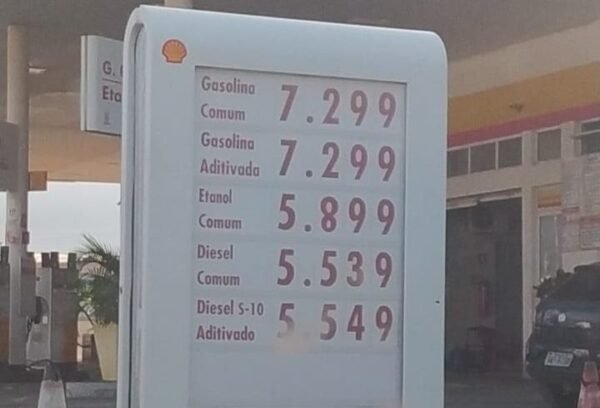 G.
Eta
Gasolina
Comum 7.299
Gasolina
Aditivada 7.299
Etanol
Comum 5.899
Diesel
Comum 5.539
Diesel S-10
Aditivado 5.549